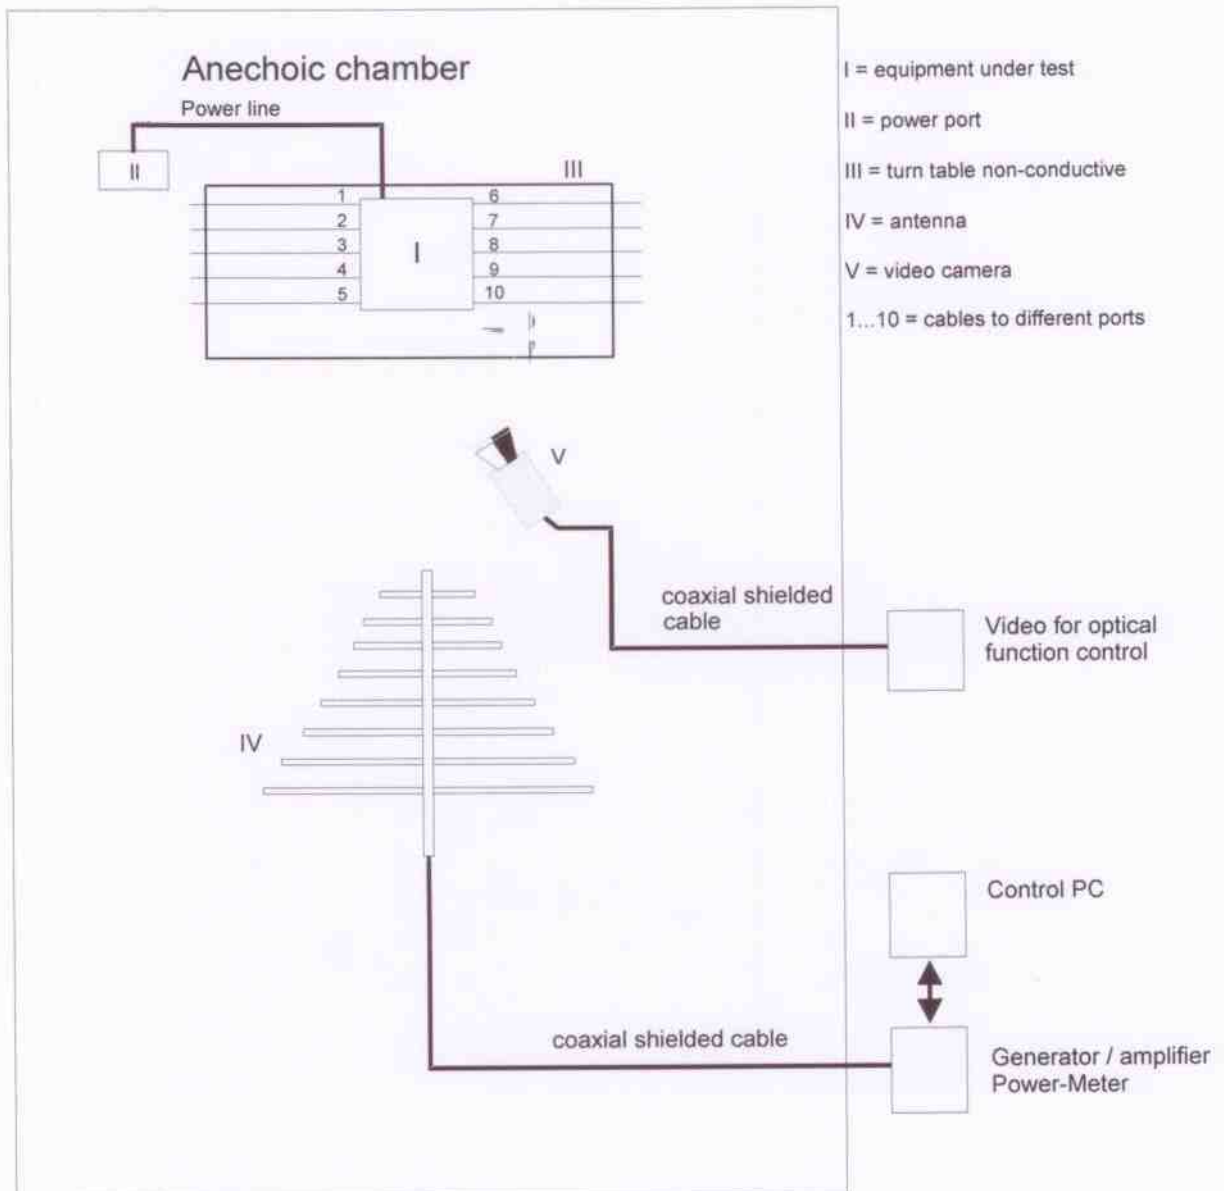 Anechoic chamber
Power line
II
III
1
2
3
4
5
I
6
7
8
9
10
I = equipment under test
II = power port
III = turn table non-conductive
IV = antenna
V = video camera
1...10 = cables to different ports
V
coaxial shielded
cable
Video for optical
function control
IV
Control PC
coaxial shielded cable
Generator / amplifier
Power-Meter